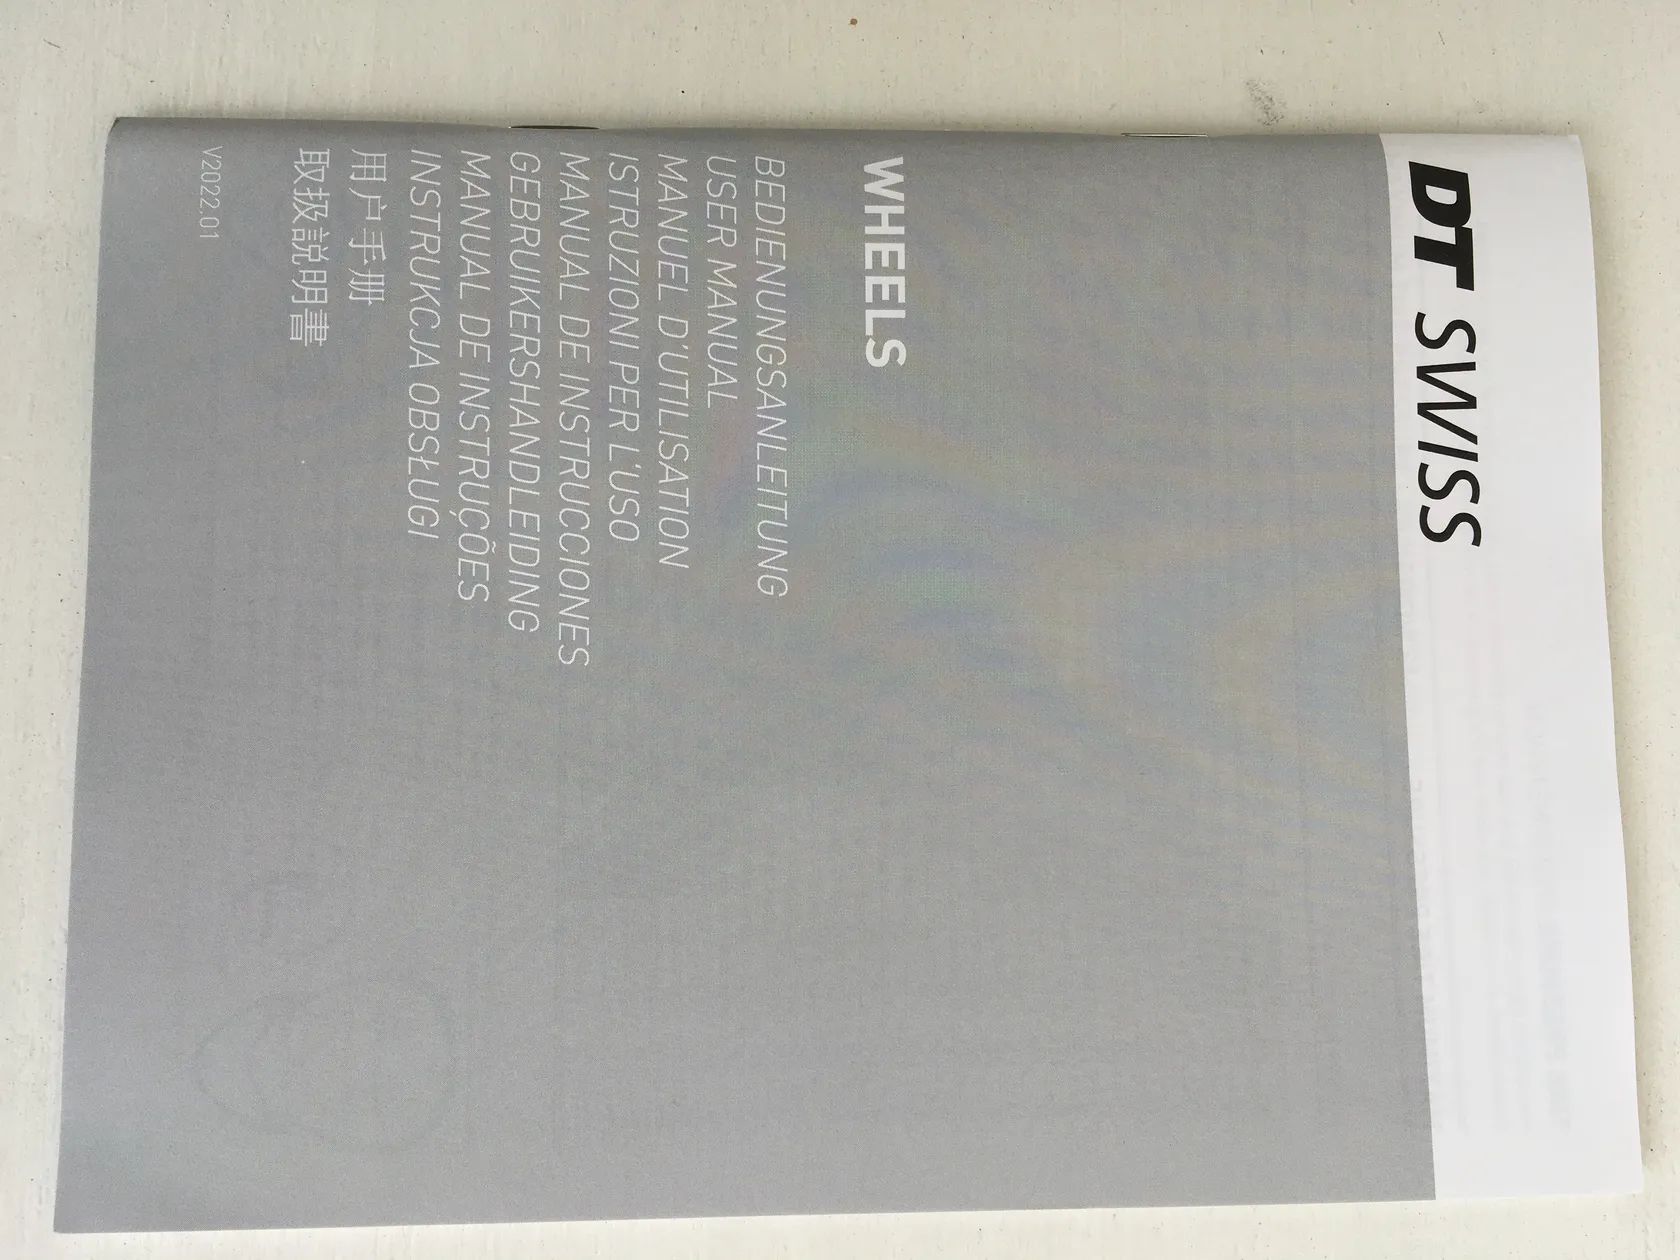 DT SWISS
WHEELS
BEDIENUNGSANLEITUNG
USER MANUAL
MANUEL D'UTILISATION
ISTRUZIONI PER L'USO
MANUAL DE INSTRUCCIONES
GEBRUIKERSHANDLEIDING
MANUAL DE INSTRUÇÕES
INSTRUKCJA OBSŁUGI
用户手册
取扱説明書
V2022.01